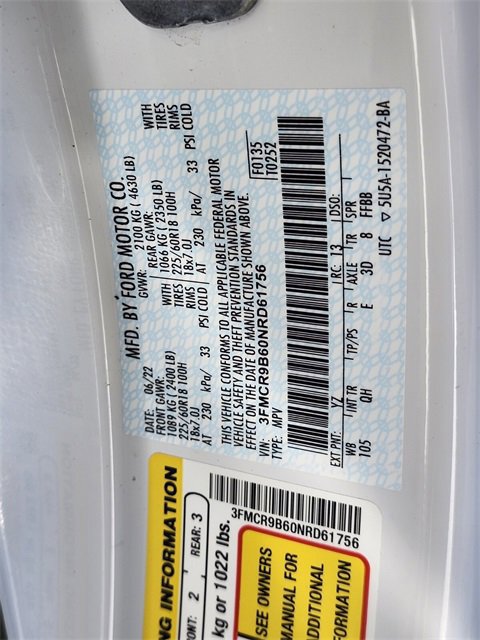 MFD. BY FORD MOTOR CO.
DATE: 06/22 GVWR: 2100 KG ( 4630 LB)
FRONT GAWR: REAR GAWR:
1089 KG ( 2400 LB) WITH 1066 KG ( 2350 LB) WITH
225/60R18 100H TIRES 225/60R18 100H TIRES
18x7.0J RIMS 18x7.0J RIMS
AT 230 kPa/ 33 PSI COLD AT 230 kPa/ 33 PSI COLD
THIS VEHICLE CONFORMS TO ALL APPLICABLE FEDERAL MOTOR
VEHICLE SAFETY AND THEFT PREVENTION STANDARDS IN
EFFECT ON THE DATE OF MANUFACTURE SHOWN ABOVE.
VIN: 3FMCR9B60NRD61756 F0135
TYPE: MPV T0252
EXT PNT: YZ RC: 13 DSO:
WB INT TR TP/PS R AXLE TR SPR
105 OH E 3D 8 FFBB
UTC ▽ 5U5A-1520472-BA
NG INFORMATION
ONT: 2 REAR: 3
kg or 1022 lbs.
3FMCR9B60NRD61756
SEE OWNERS
MANUAL FOR
ADDITIONAL
INFORMATION